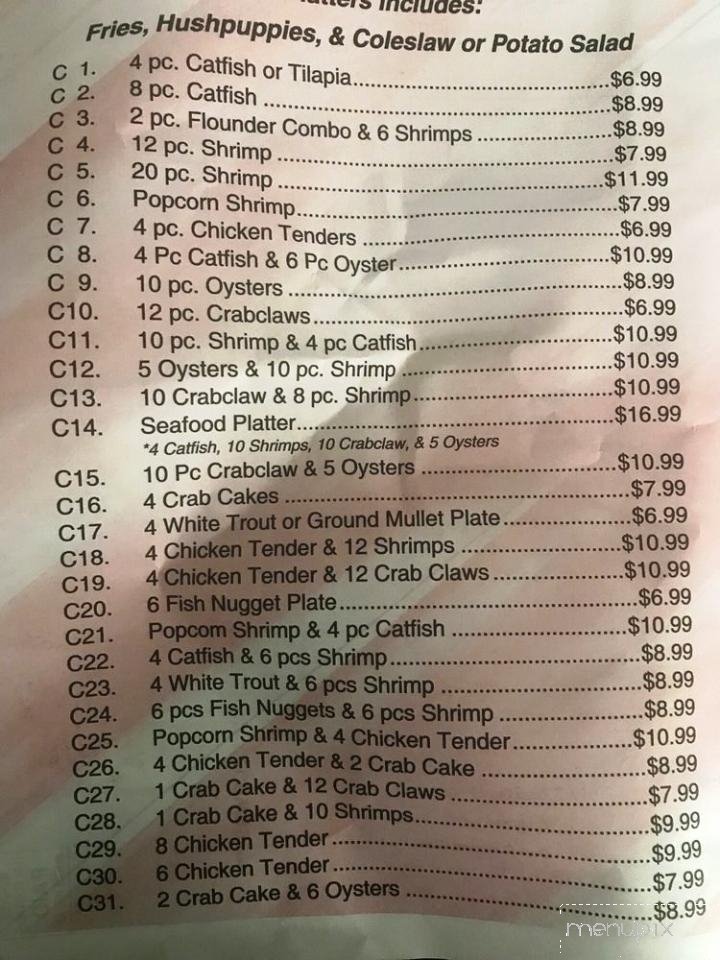 Includes:
Fries, Hushpuppies, & Coleslaw or Potato Salad
C 1. 4 pc. Catfish or Tilapia $6.99
C 2. 8 pc. Catfish $8.99
C 3. 2 pc. Flounder Combo & 6 Shrimps $8.99
C 4. 12 pc. Shrimp $7.99
C 5. 20 pc. Shrimp $11.99
C 6. Popcorn Shrimp $7.99
C 7. 4 pc. Chicken Tenders $6.99
C 8. 4 Pc Catfish & 6 Pc Oyster $10.99
C 9. 10 pc. Oysters $8.99
C10. 12 pc. Crabclaws $6.99
C11. 10 pc. Shrimp & 4 pc Catfish $10.99
C12. 5 Oysters & 10 pc. Shrimp $10.99
C13. 10 Crabclaw & 8 pc. Shrimp $10.99
C14. Seafood Platter $16.99
*4 Catfish, 10 Shrimps, 10 Crabclaw, & 5 Oysters
C15. 10 Pc Crabclaw & 5 Oysters $10.99
C16. 4 Crab Cakes $7.99
C17. 4 White Trout or Ground Mullet Plate $6.99
C18. 4 Chicken Tender & 12 Shrimps $10.99
C19. 4 Chicken Tender & 12 Crab Claws $10.99
C20. 6 Fish Nugget Plate $6.99
C21. Popcorn Shrimp & 4 pc Catfish $10.99
C22. 4 Catfish & 6 pcs Shrimp $8.99
C23. 4 White Trout & 6 pcs Shrimp $8.99
C24. 6 pcs Fish Nuggets & 6 pcs Shrimp $8.99
C25. Popcorn Shrimp & 4 Chicken Tender $10.99
C26. 4 Chicken Tender & 2 Crab Cake $8.99
C27. 1 Crab Cake & 12 Crab Claws $7.99
C28. 1 Crab Cake & 10 Shrimps $9.99
C29. 8 Chicken Tender $9.99
C30. 6 Chicken Tender $7.99
C31. 2 Crab Cake & 6 Oysters $8.99
menupix